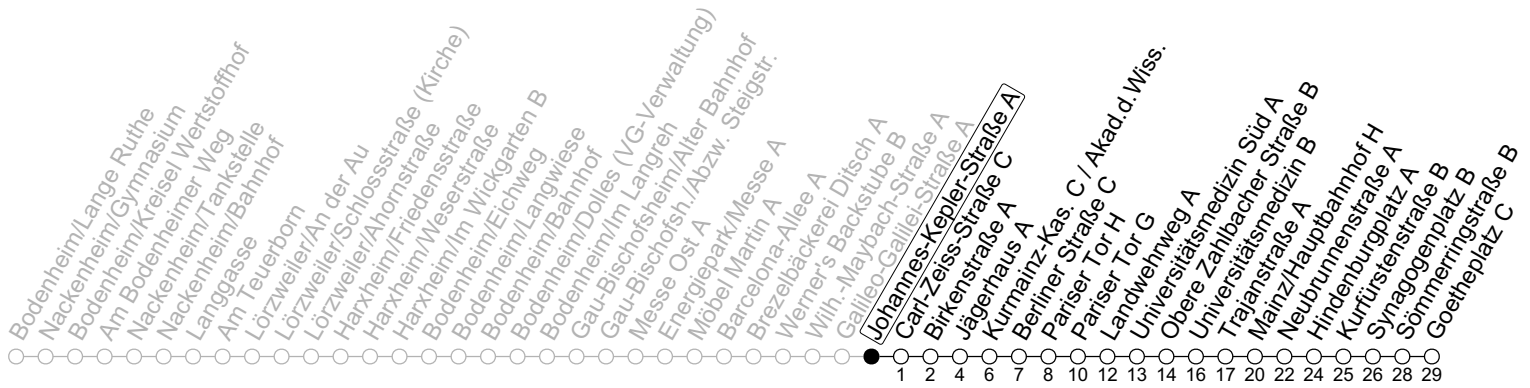 Bodenheim/Lange Ruthe
Nackenheim/Gymnasium
Bodenheim/Kreisel Wertstoffhof
Am Bodenheimer Weg
Nackenheim/Tankstelle
Nackenheim/Bahnhof
Langgasse
Am Teuerborn
Lörzweiler/An der Au
Lörzweiler/Schlossstraße (Kirche)
Lörzweiler/Ahornstraße
Harxheim/Friedensstraße
Harxheim/Weserstraße
Harxheim/Im Wickgarten B
Bodenheim/Eichweg
Bodenheim/Langwiese
Bodenheim/Bahnhof
Bodenheim/Dolles (VG-Verwaltung)
Bodenheim/Im Langreh
Gau-Bischofsheim/Alter Bahnhof
Gau-Bischofsh./Abzw. Steigstr.
Messe Ost A
Energiepark/Messe A
Möbel Martin A
Barcelona-Allee A
Brezelbäckerei Ditsch A
Werner's Backstube B
Wilh.-Maybach-Straße A
Galileo-Galilei-Straße A
Johannes-Kepler-Straße A
Carl-Zeiss-Straße C
Birkenstraße A
Jägerhaus A
Kurmainz-Kas. C / Akad.d.Wiss.
Berliner Straße C
Pariser Tor H
Pariser Tor G
Landwehrweg A
Universitätsmedizin Süd A
Obere Zahlbacher Straße B
Universitätsmedizin B
Trajanstraße A
Mainz/Hauptbahnhof H
Neubrunnenstraße A
Hindenburgplatz A
Kurfürstenstraße B
Synagogenplatz B
Sömmerringstraße B
Goetheplatz C
1 2 4 6 7 8 10 12 13 14 16 17 20 22 24 25 26 28 29